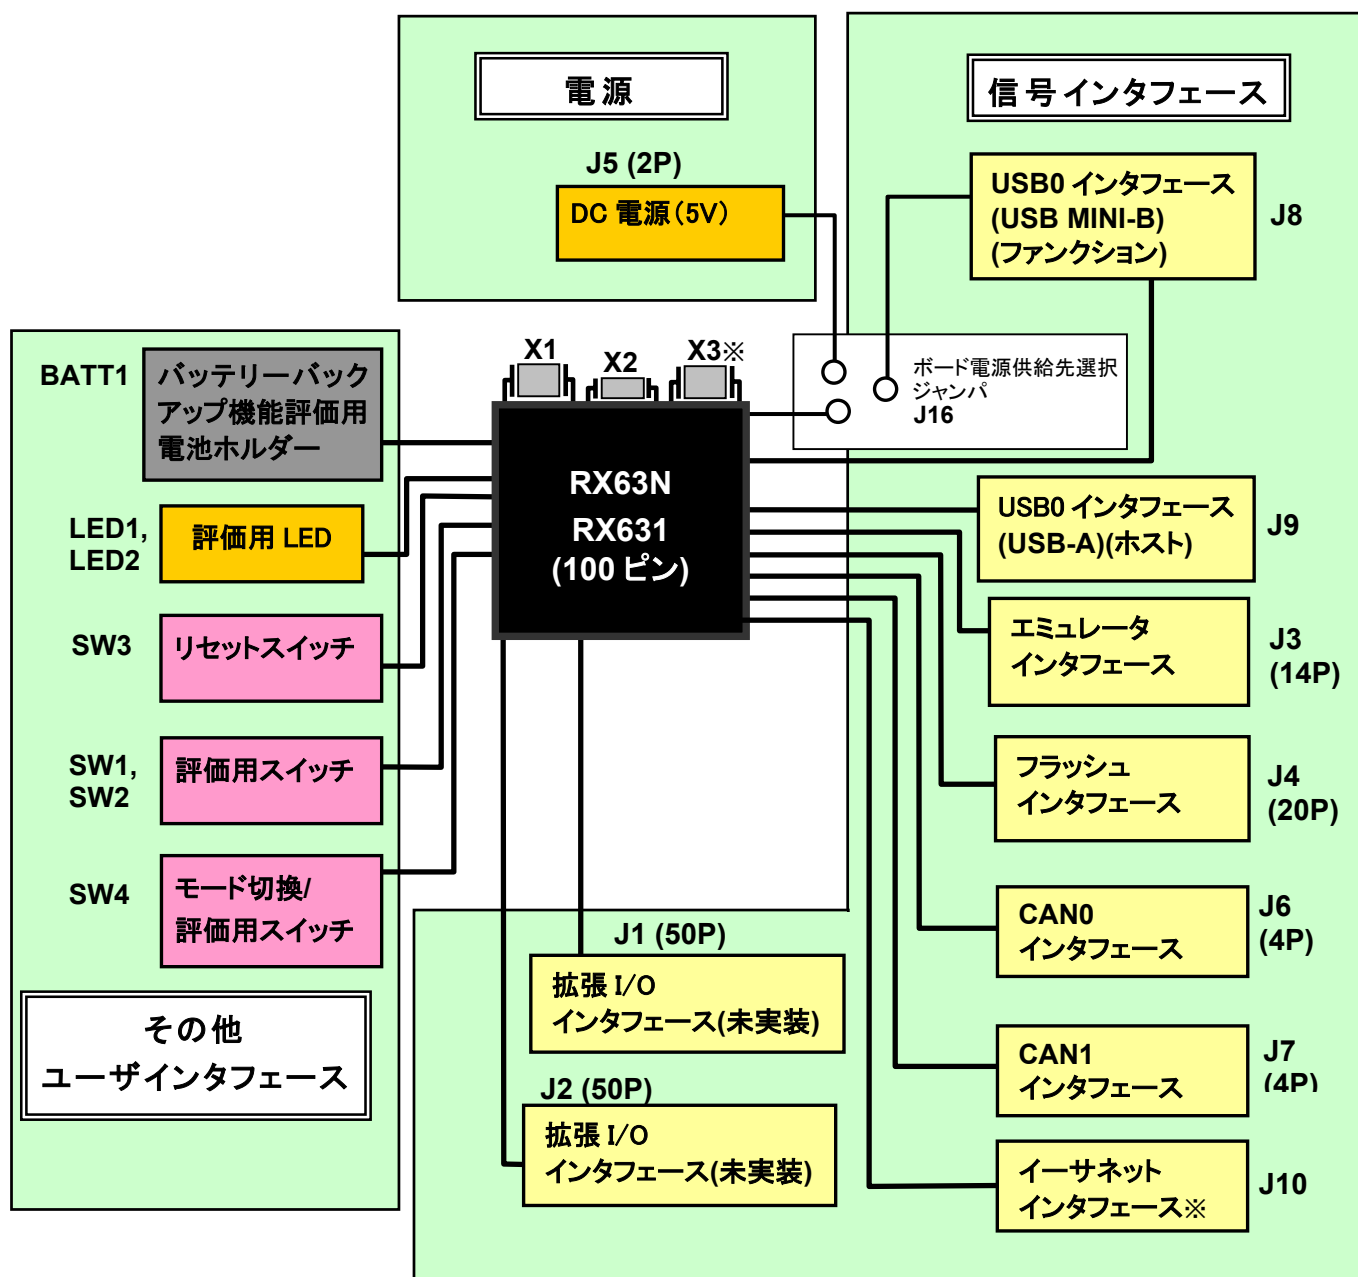 電源
J5 (2P)
DC 電源(5V)
信号インタフェース
USB0 インタフェース
(USB MINI-B)
(ファンクション)
J8
BATT1
バッテリーバック
アップ機能評価用
電池ホルダー
X1
X2
X3※
ボード電源供給先選択
ジャンパ
J16
RX63N
RX631
(100 ピン)
LED1,
LED2
評価用 LED
USB0 インタフェース
(USB-A)(ホスト)
J9
SW3
リセットスイッチ
エミュレータ
インタフェース
J3
(14P)
SW1,
SW2
評価用スイッチ
フラッシュ
インタフェース
J4
(20P)
SW4
モード切換/
評価用スイッチ
CAN0
インタフェース
J6
(4P)
J1 (50P)
拡張 I/O
インタフェース(未実装)
その他
ユーザインタフェース
CAN1
インタフェース
J7
(4P)
J2 (50P)
拡張 I/O
インタフェース(未実装)
イーサネット
インタフェース※
J10